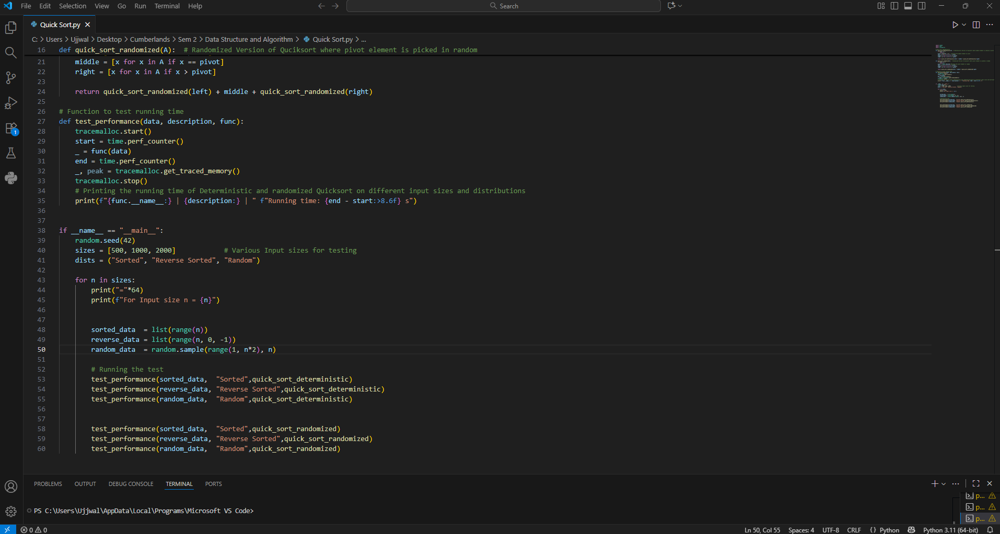 File Edit Selection View Go Run Terminal Help
Search
Quick Sort.py
C: > Users > Ujjwal > Desktop > Cumberlands > Sem 2 > Data Structure and Algorithm > Quick Sort.py > ...
16 def quick_sort_randomized(A):  # Randomized Version of Quciksort where pivot element is picked in random
21     middle = [x for x in A if x == pivot]
22     right = [x for x in A if x > pivot]
23
24     return quick_sort_randomized(left) + middle + quick_sort_randomized(right)
25
26 # Function to test running time
27 def test_performance(data, description, func):
28     tracemalloc.start()
29     start = time.perf_counter()
30     _ = func(data)
31     end = time.perf_counter()
32     _, peak = tracemalloc.get_traced_memory()
33     tracemalloc.stop()
34     # Printing the running time of Deterministic and randomized Quicksort on different input sizes and distributions
35     print(f"{func.__name__:} | {description:} | " f"Running time: {end - start:>8.6f} s")
36
37
38 if __name__ == "__main__":
39     random.seed(42)
40     sizes = [500, 1000, 2000]            # Various Input sizes for testing
41     dists = ("Sorted", "Reverse Sorted", "Random")
42
43     for n in sizes:
44         print("="*64)
45         print(f"For Input size n = {n}")
46
47
48         sorted_data  = list(range(n))
49         reverse_data = list(range(n, 0, -1))
50         random_data  = random.sample(range(1, n*2), n)
51
52         # Running the test
53         test_performance(sorted_data,  "Sorted",quick_sort_deterministic)
54         test_performance(reverse_data, "Reverse Sorted",quick_sort_deterministic)
55         test_performance(random_data,  "Random",quick_sort_deterministic)
56
57
58         test_performance(sorted_data,  "Sorted",quick_sort_randomized)
59         test_performance(reverse_data, "Reverse Sorted",quick_sort_randomized)
60         test_performance(random_data,  "Random",quick_sort_randomized)
1
PROBLEMS OUTPUT DEBUG CONSOLE TERMINAL PORTS
p...
p...
PS C:\Users\Ujjwal\AppData\Local\Programs\Microsoft VS Code>
p...
0 0 Ln 50, Col 55 Spaces: 4 UTF-8 CRLF {} Python Python 3.11 (64-bit)